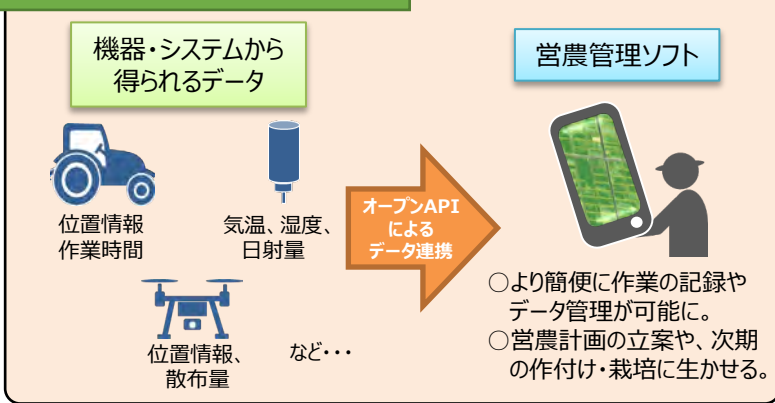 機器・システムから
得られるデータ
営農管理ソフト
位置情報
作業時間
気温、湿度、
日射量
オープンAPI
による
データ連携
位置情報、
散布量
など・・・
○より簡便に作業の記録や
データ管理が可能に。
○営農計画の立案や、次期
の作付け・栽培に生かせる。